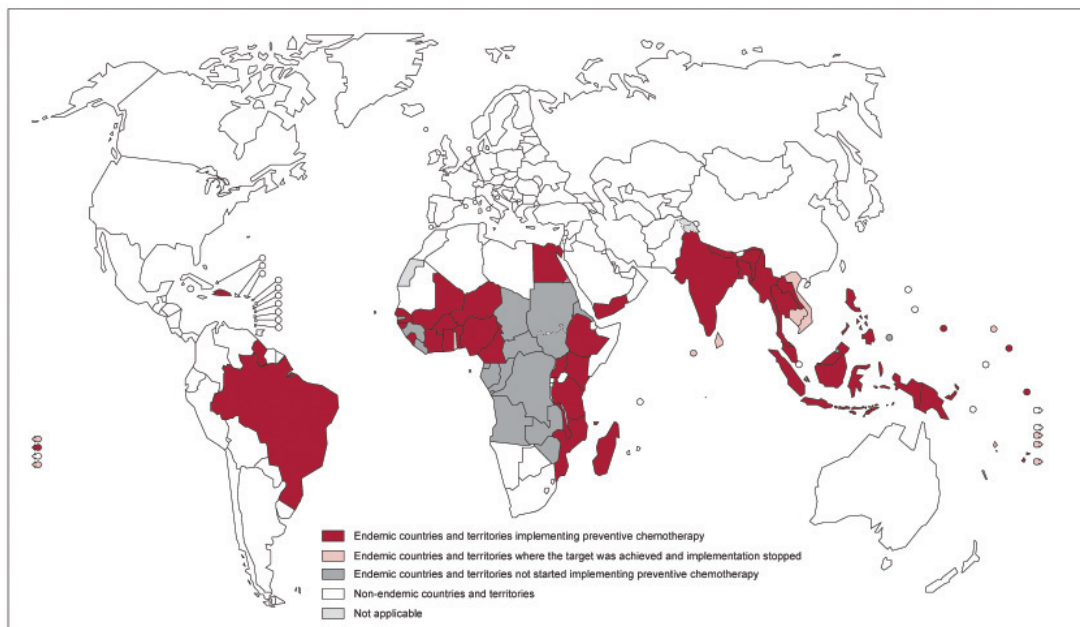 Endemic countries and territories implementing preventive chemotherapy
Endemic countries and territories where the target was achieved and implementation stopped
Endemic countries and territories not started implementing preventive chemotherapy
Non-endemic countries and territories
Not applicable